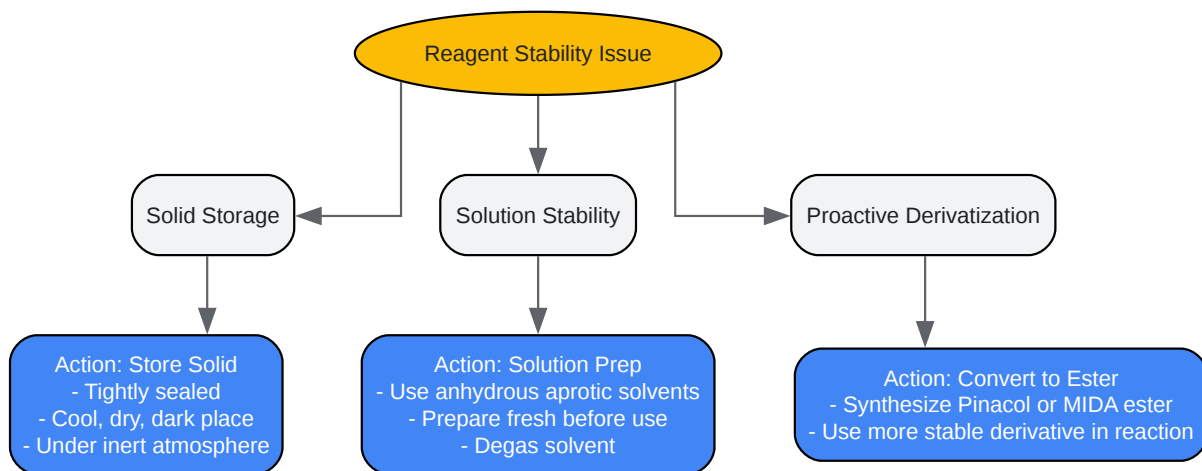 Reagent Stability Issue
Solid Storage
Solution Stability
Proactive Derivatization
Action: Store Solid
- Tightly sealed
- Cool, dry, dark place
- Under inert atmosphere
Action: Solution Prep
- Use anhydrous aprotic solvents
- Prepare fresh before use
- Degas solvent
Action: Convert to Ester
- Synthesize Pinacol or MIDA ester
- Use more stable derivative in reaction